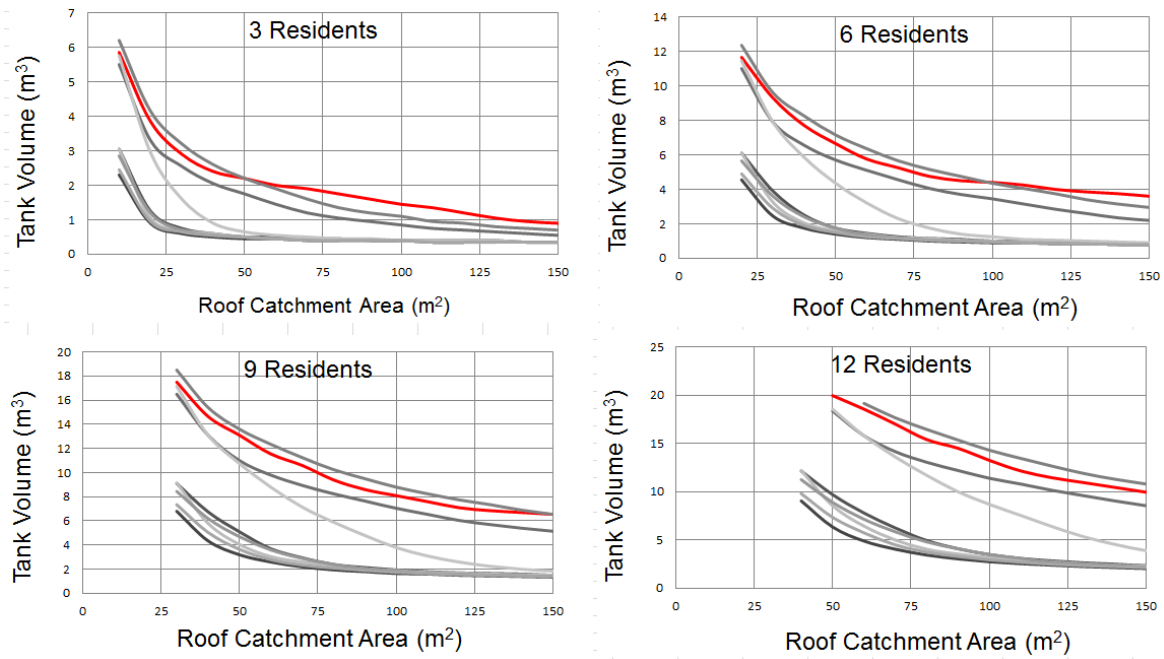 3 Residents
7
6
5
4
3
2
1
0
0 25 50 75 100 125 150
Tank Volume (m³)
Roof Catchment Area (m²)
6 Residents
14
12
10
8
6
4
2
0
0 25 50 75 100 125 150
Tank Volume (m³)
Roof Catchment Area (m²)
9 Residents
20
18
16
14
12
10
8
6
4
2
0
0 25 50 75 100 125 150
Tank Volume (m³)
Roof Catchment Area (m²)
12 Residents
25
20
15
10
5
0
0 25 50 75 100 125 150
Tank Volume (m³)
Roof Catchment Area (m²)